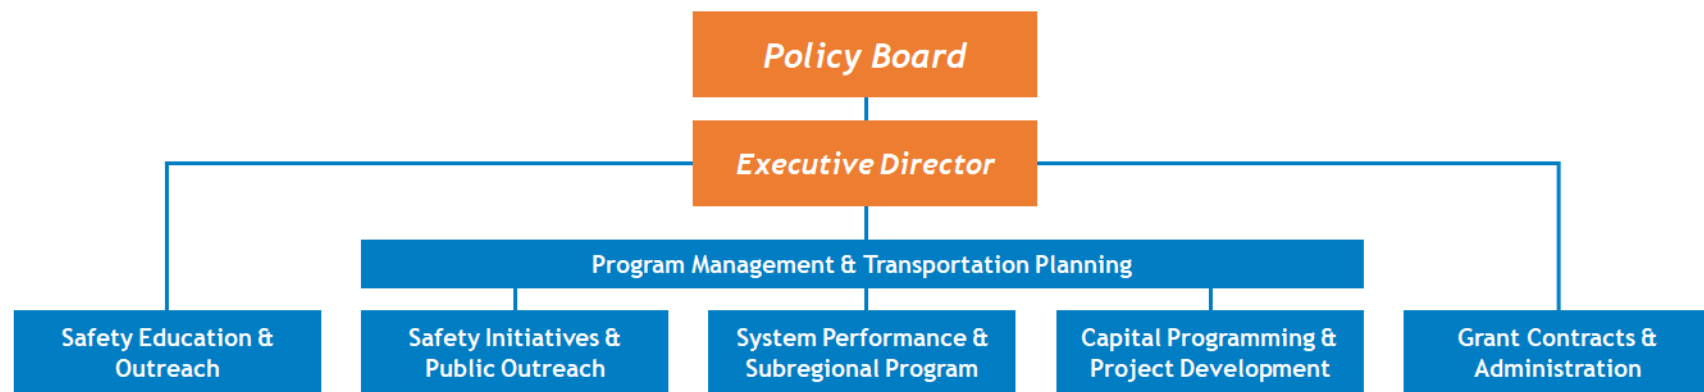 Policy Board
Executive Director
Program Management & Transportation Planning
Safety Education &
Outreach
Safety Initiatives &
Public Outreach
System Performance &
Subregional Program
Capital Programming &
Project Development
Grant Contracts &
Administration